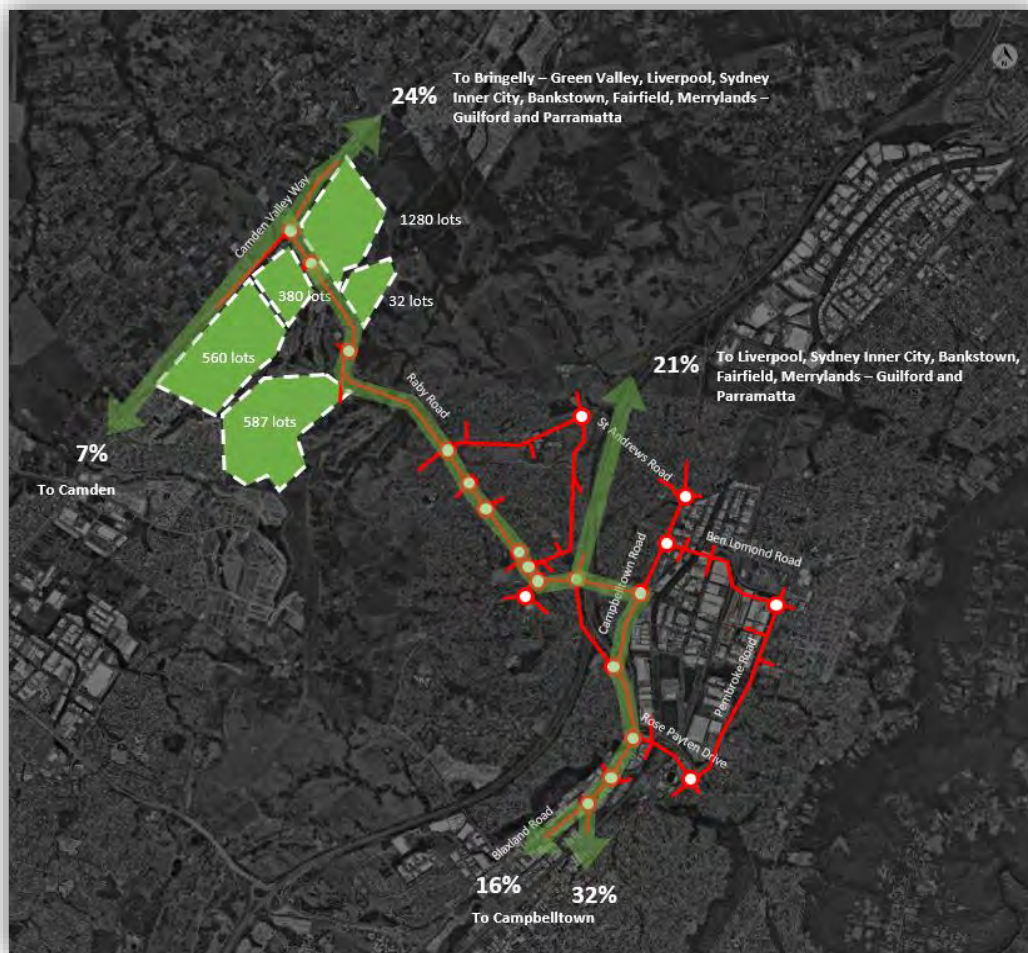 24%
To Bringelly – Green Valley, Liverpool, Sydney
Inner City, Bankstown, Fairfield, Merrylands –
Guilford and Parramatta
N
Camden Valley Way
1280 lots
380 lots
32 lots
560 lots
587 lots
7%
To Camden
Raby Road
21%
To Liverpool, Sydney Inner City, Bankstown,
Fairfield, Merrylands – Guilford and
Parramatta
St Andrews Road
Ben Lomond Road
Campbelltown Road
Pembroke Road
Rose Payten Drive
Blaxland Road
16%
32%
To Campbelltown